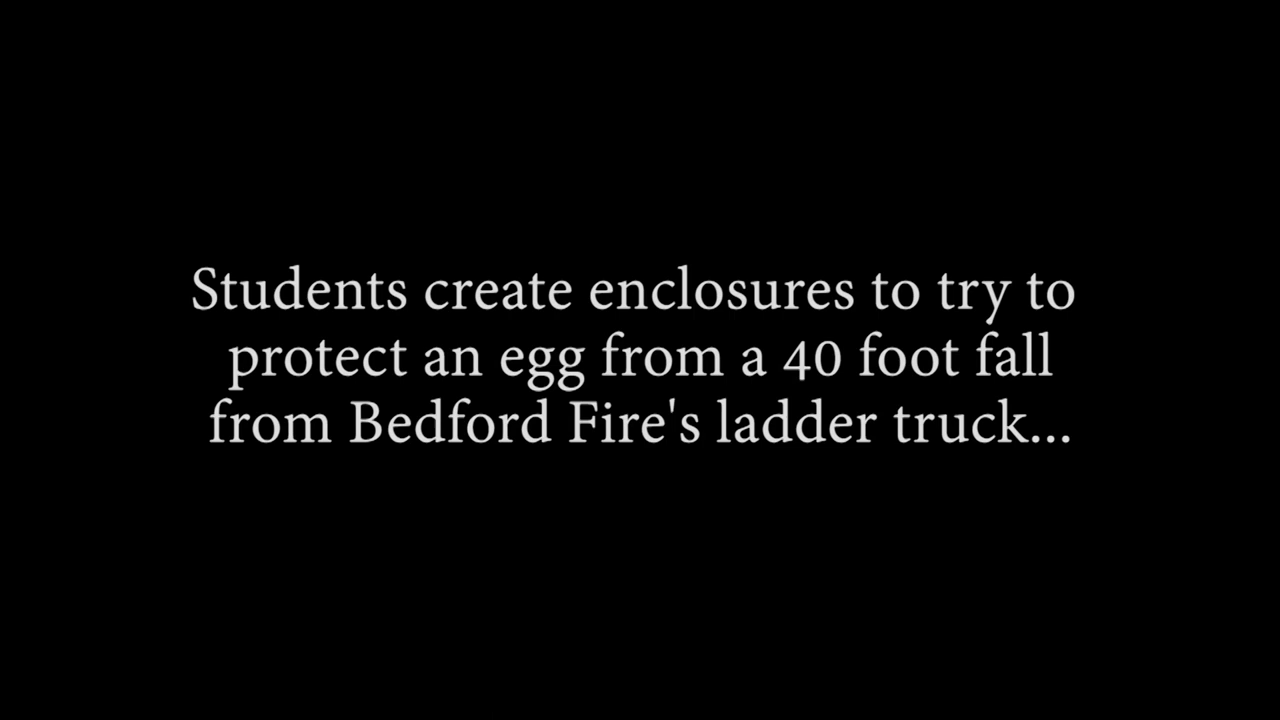 Students create enclosures to try to
protect an egg from a 40 foot fall
from Bedford Fire's ladder truck...